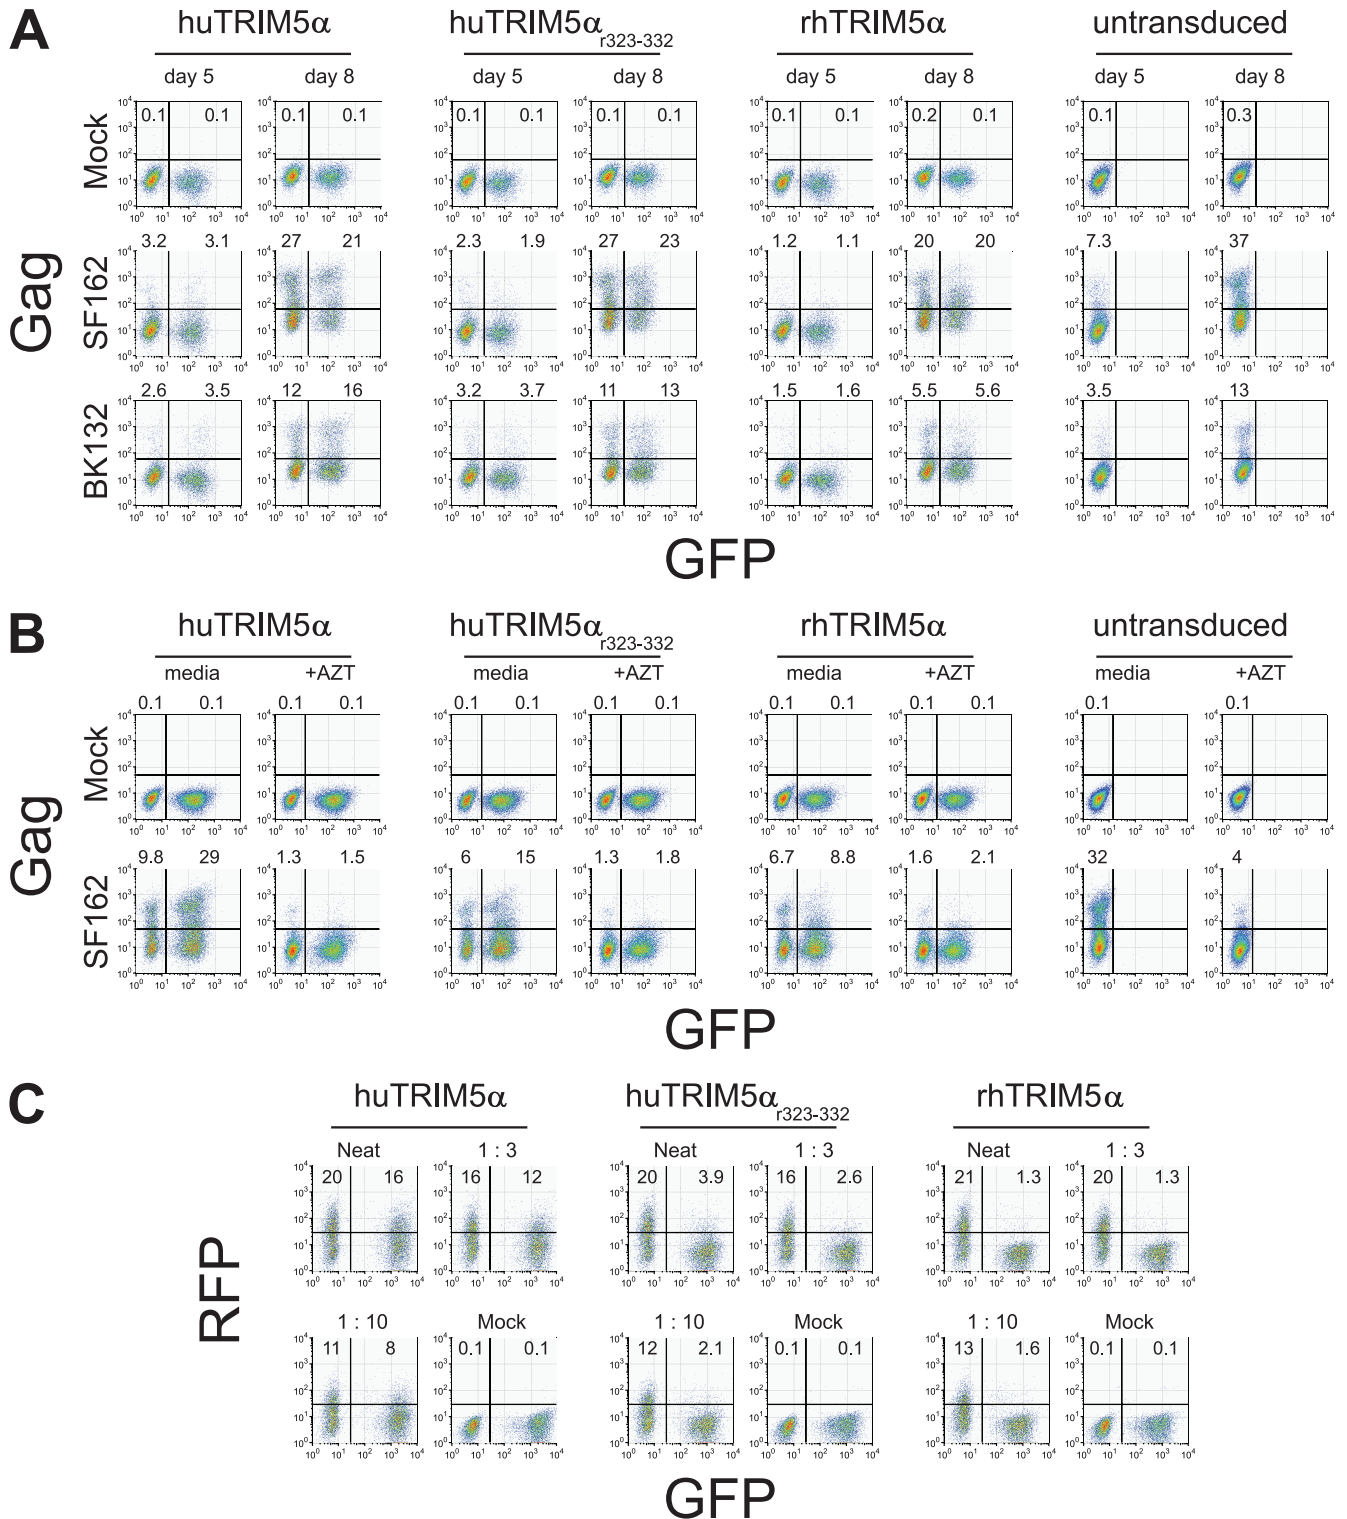 A
huTRIM5α huTRIM5αr323-332 rhTRIM5α untransduced
day 5 day 8 day 5 day 8 day 5 day 8 day 5 day 8
Gag
Mock
0.1 0.1 0.1 0.1 0.1 0.1 0.1 0.1 0.1 0.1 0.2 0.1 0.1 0.3
SF162
3.2 3.1 27 21 2.3 1.9 27 23 1.2 1.1 20 20 7.3 37
BK132
2.6 3.5 12 16 3.2 3.7 11 13 1.5 1.6 5.5 5.6 3.5 13
GFP
B
huTRIM5α huTRIM5αr323-332 rhTRIM5α untransduced
media +AZT media +AZT media +AZT media +AZT
Gag
Mock
0.1 0.1 0.1 0.1 0.1 0.1 0.1 0.1 0.1 0.1 0.1 0.1 0.1 0.1
SF162
9.8 29 1.3 1.5 6 15 1.3 1.8 6.7 8.8 1.6 2.1 32 4
GFP
C
huTRIM5α huTRIM5αr323-332 rhTRIM5α
Neat 1 : 3 Neat 1 : 3 Neat 1 : 3
20 16 16 12 20 3.9 16 2.6 21 1.3 20 1.3
RFP
1 : 10 Mock 1 : 10 Mock 1 : 10 Mock
11 8 0.1 0.1 12 2.1 0.1 0.1 13 1.6 0.1 0.1
GFP